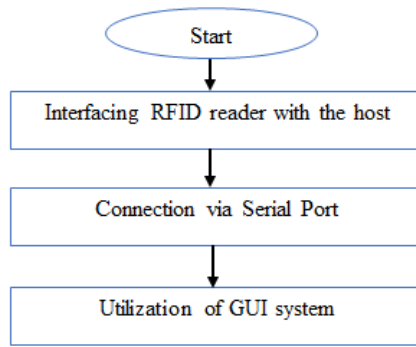 Start
Interfacing RFID reader with the host
Connection via Serial Port
Utilization of GUI system